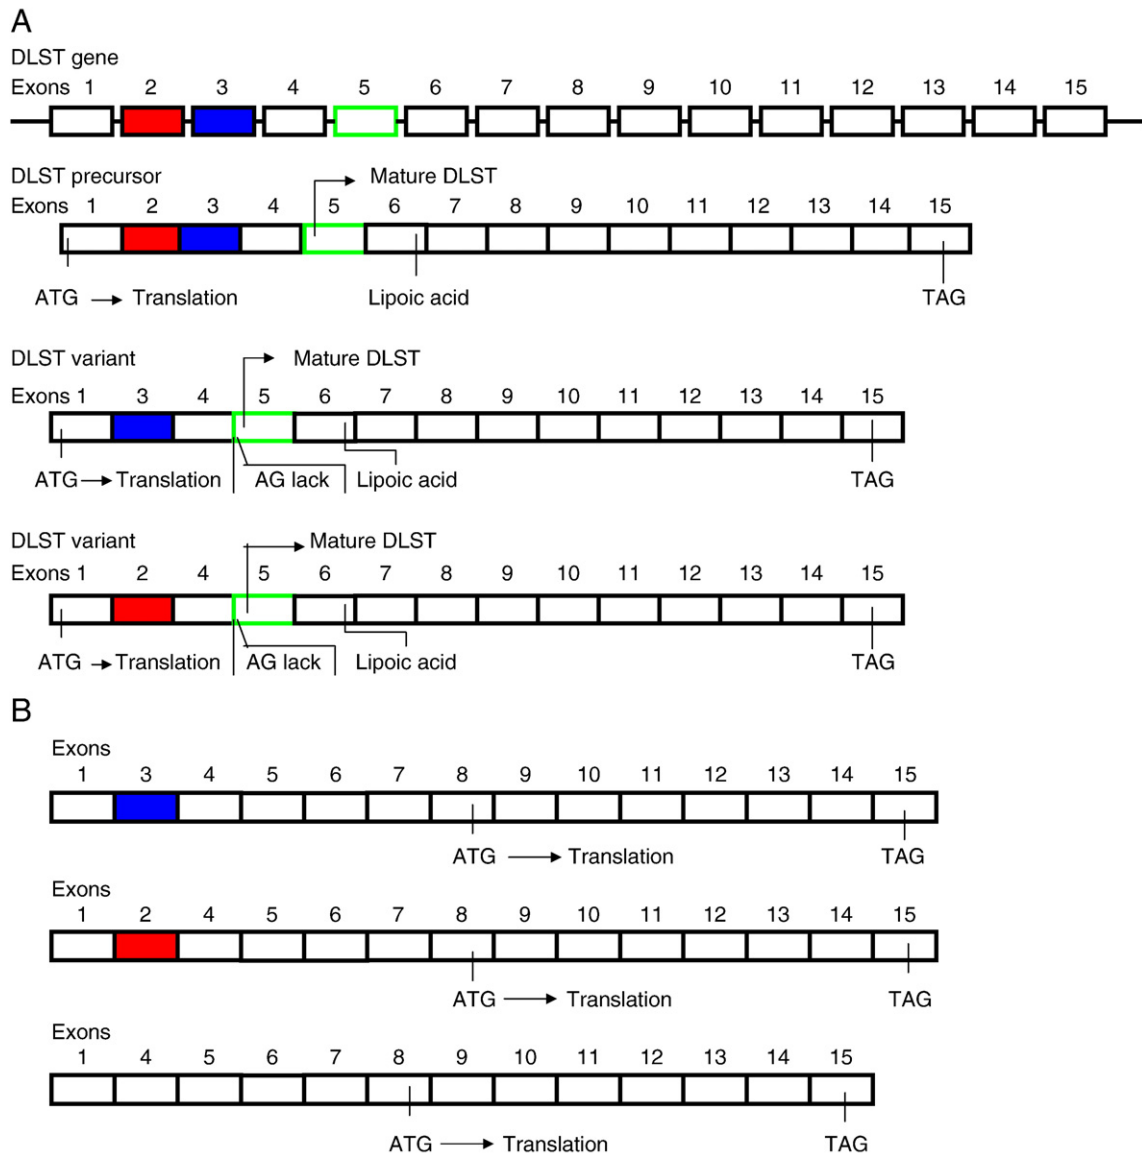 A
DLST gene
Exons 1 2 3 4 5 6 7 8 9 10 11 12 13 14 15
DLST precursor
Mature DLST
Exons 1 2 3 4 5 6 7 8 9 10 11 12 13 14 15
ATG Translation Lipoic acid TAG
DLST variant Mature DLST
Exons 1 3 4 5 6 7 8 9 10 11 12 13 14 15
ATG Translation AG lack Lipoic acid TAG
DLST variant Mature DLST
Exons 1 2 4 5 6 7 8 9 10 11 12 13 14 15
ATG Translation AG lack Lipoic acid TAG
B
Exons
1 3 4 5 6 7 8 9 10 11 12 13 14 15
ATG Translation TAG
Exons
1 2 4 5 6 7 8 9 10 11 12 13 14 15
ATG Translation TAG
Exons
1 4 5 6 7 8 9 10 11 12 13 14 15
ATG Translation TAG